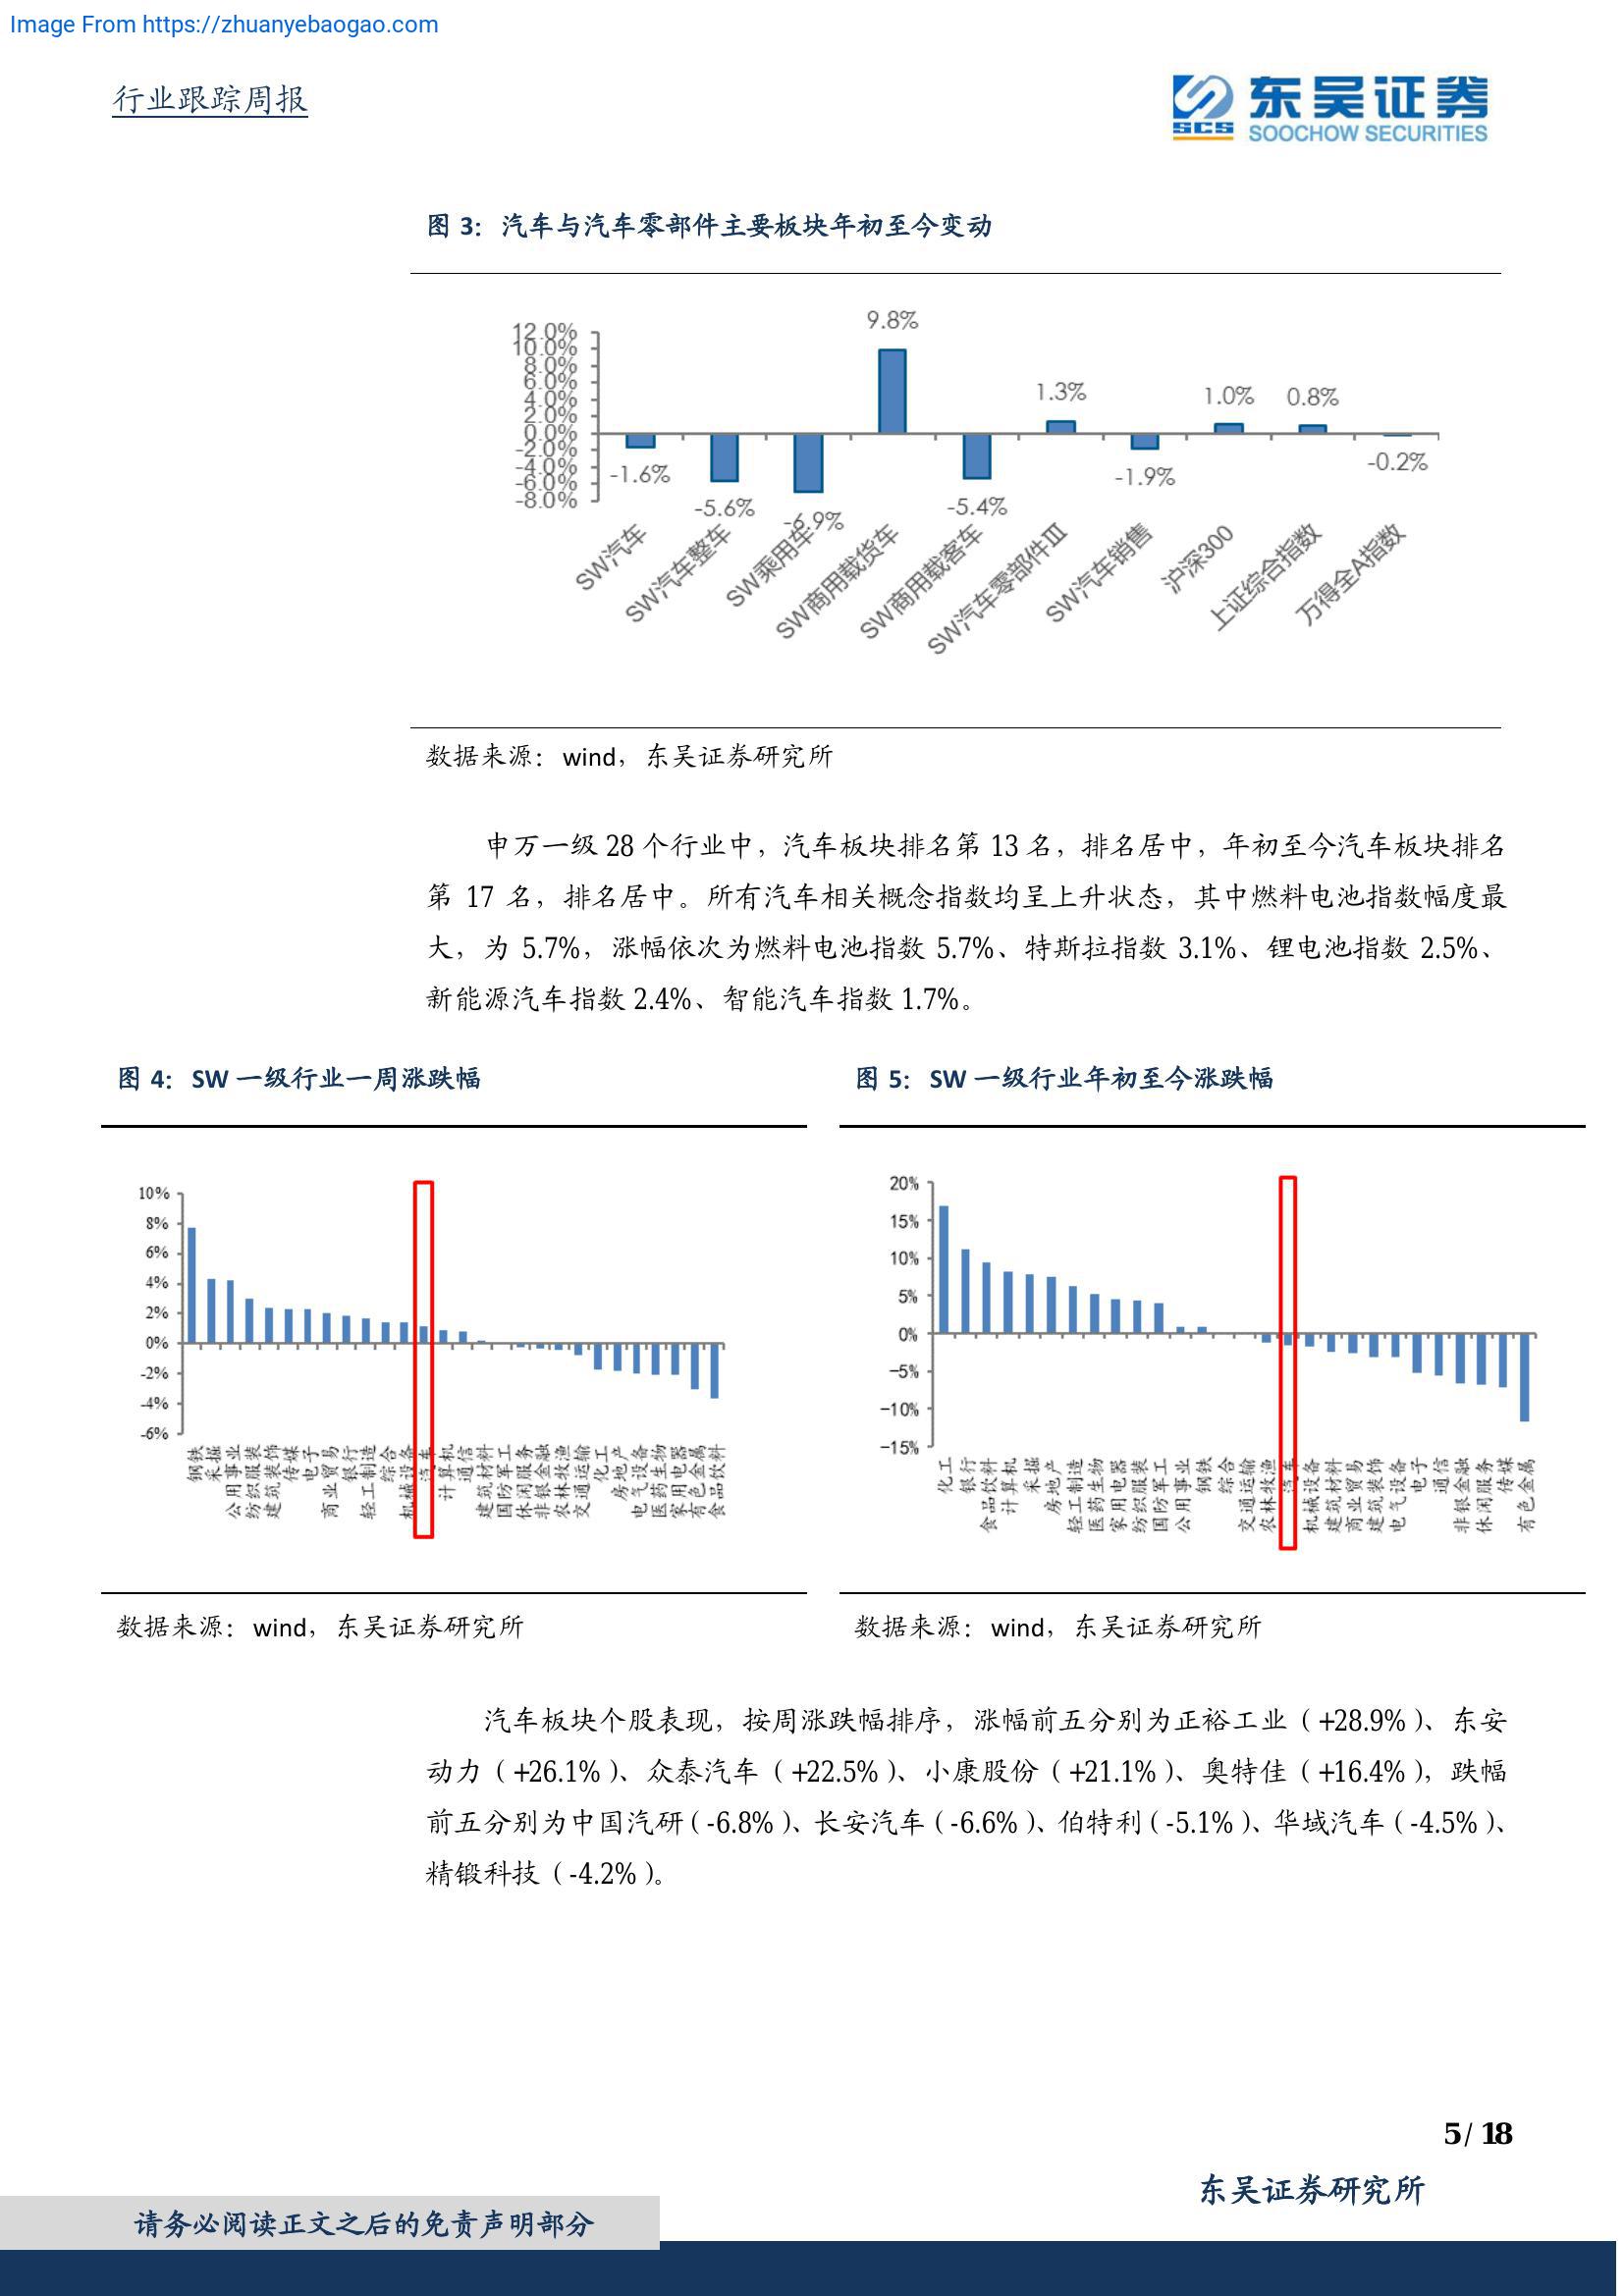 Image From https://zhuanyebaogao.com
行业跟踪周报
东吴证券
SCS
SOOCHOW SECURITIES
图 3：汽车与汽车零部件主要板块年初至今变动
12.0%
10.0%
8.0%
6.0%
4.0%
2.0%
0.0%
-2.0%
-4.0%
-6.0%
-8.0%
-1.6%
-5.6%
-6.9%
9.8%
-5.4%
1.3%
-1.9%
1.0%
0.8%
-0.2%
SW汽车
SW汽车整车
SW乘用车
SW商用载货车
SW商用载客车
SW汽车零部件III
SW汽车销售
沪深300
上证综合指数
万得全A指数
数据来源：wind，东吴证券研究所
申万一级 28 个行业中，汽车板块排名第 13 名，排名居中，年初至今汽车板块排名
第 17 名，排名居中。所有汽车相关概念指数均呈上升状态，其中燃料电池指数幅度最
大，为 5.7%，涨幅依次为燃料电池指数 5.7%、特斯拉指数 3.1%、锂电池指数 2.5%、
新能源汽车指数 2.4%、智能汽车指数 1.7%。
图 4：SW 一级行业一周涨跌幅
10%
8%
6%
4%
2%
0%
-2%
-4%
-6%
钢铁
采掘
公用事业
纺织服装
建筑装饰
传媒
电子
商业贸易
银行
轻工制造
综合
机械设备
汽车
计算机
通信
建筑材料
国防军工
休闲服务
非银金融
农林牧渔
交通运输
化工
房地产
电气设备
医药生物
家用电器
有色金属
食品饮料
数据来源：wind，东吴证券研究所
图 5：SW 一级行业年初至今涨跌幅
20%
15%
10%
5%
0%
-5%
-10%
-15%
化工
银行
食品饮料
计算机
采掘
房地产
轻工制造
医药生物
家用电器
纺织服装
国防军工
公用事业
钢铁
综合
交通运输
农林牧渔
汽车
机械设备
建筑材料
商业贸易
建筑装饰
电气设备
电子
通信
非银金融
休闲服务
传媒
有色金属
数据来源：wind，东吴证券研究所
汽车板块个股表现，按周涨跌幅排序，涨幅前五分别为正裕工业（+28.9%）、东安
动力（+26.1%）、众泰汽车（+22.5%）、小康股份（+21.1%）、奥特佳（+16.4%），跌幅
前五分别为中国汽研（-6.8%）、长安汽车（-6.6%）、伯特利（-5.1%）、华域汽车（-4.5%）、
精锻科技（-4.2%）。
5 / 18
东吴证券研究所
请务必阅读正文之后的免责声明部分